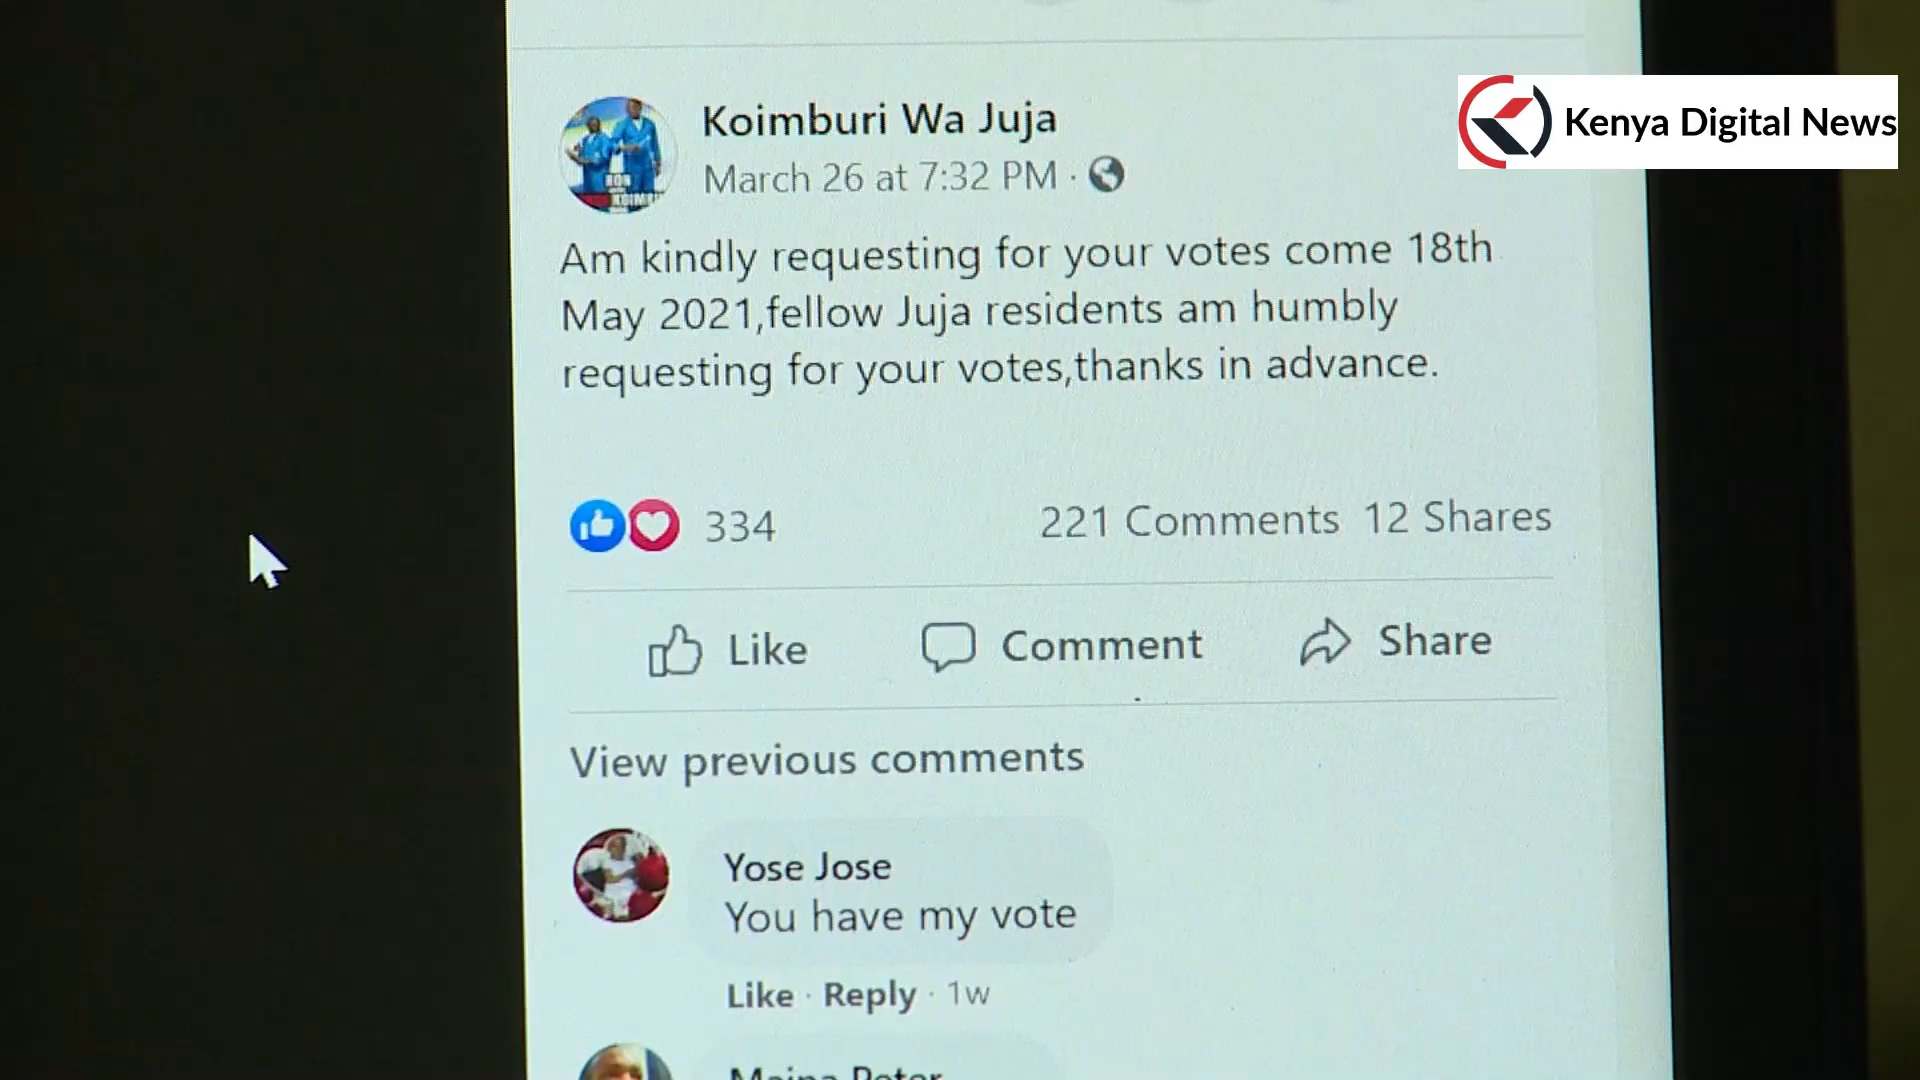 Kenya Digital News
Koimburi Wa Juja
March 26 at 7:32 PM ·
Am kindly requesting for your votes come 18th
May 2021,fellow Juja residents am humbly
requesting for your votes,thanks in advance.
334
221 Comments 12 Shares
Like
Comment
Share
View previous comments
Yose Jose
You have my vote
Like · Reply · 1w
Maina Peter